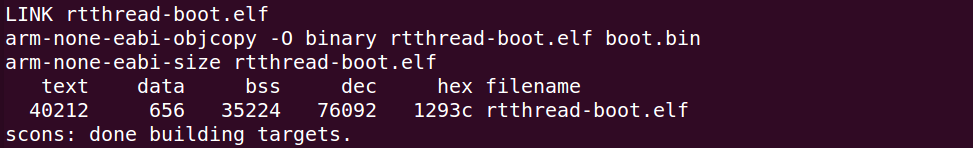 LINK rtthread-boot.elf
arm-none-eabi-objcopy -O binary rtthread-boot.elf boot.bin
arm-none-eabi-size rtthread-boot.elf
   text    data     bss     dec     hex filename
  40212     656   35224   76092   1293c rtthread-boot.elf
scons: done building targets.